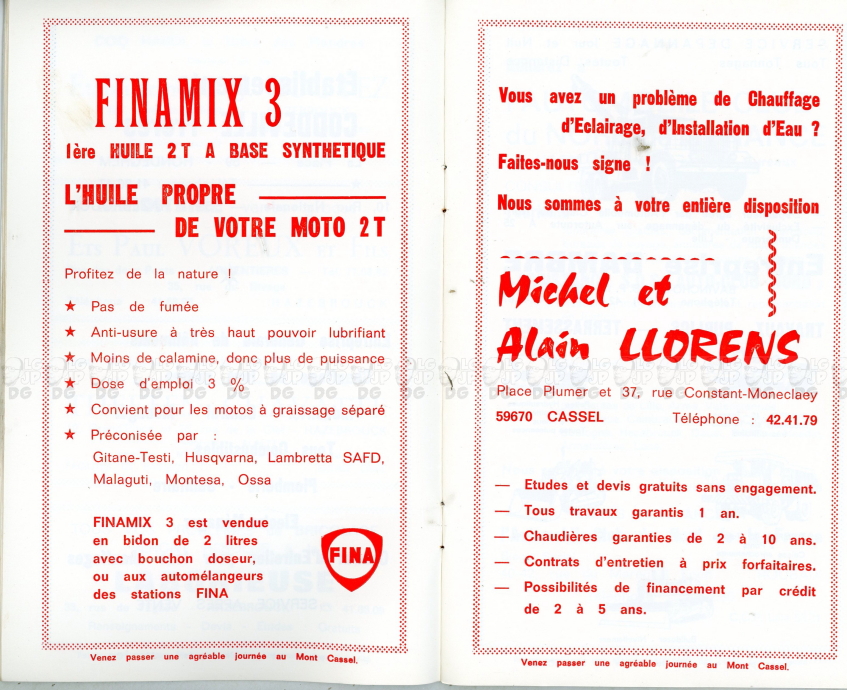 FINAMIX 3
1ère HUILE 2T A BASE SYNTHETIQUE
L'HUILE PROPRE
DE VOTRE MOTO 2T
Profitez de la nature !
★ Pas de fumée
★ Anti-usure à très haut pouvoir lubrifiant
★ Moins de calamine, donc plus de puissance
★ Dose d'emploi 3 %
★ Convient pour les motos à graissage séparé
★ Préconisée par :
Gitane-Testi, Husqvarna, Lambretta SAFD,
Malaguti, Montesa, Ossa
FINAMIX 3 est vendue
en bidon de 2 litres
avec bouchon doseur,
ou aux automélangeurs
des stations FINA
FINA
Venez passer une agréable journée au Mont Cassel.
Vous avez un problème de Chauffage
d'Eclairage, d'Installation d'Eau ?
Faites-nous signe !
Nous sommes à votre entière disposition
Michel et
Alain LLORENS
Place Plumer et 37, rue Constant-Moneclaey
59670 CASSEL Téléphone : 42.41.79
— Etudes et devis gratuits sans engagement.
— Tous travaux garantis 1 an.
— Chaudières garanties de 2 à 10 ans.
— Contrats d'entretien à prix forfaitaires.
— Possibilités de financement par crédit
de 2 à 5 ans.
Venez passer une agréable journée au Mont Cassel.